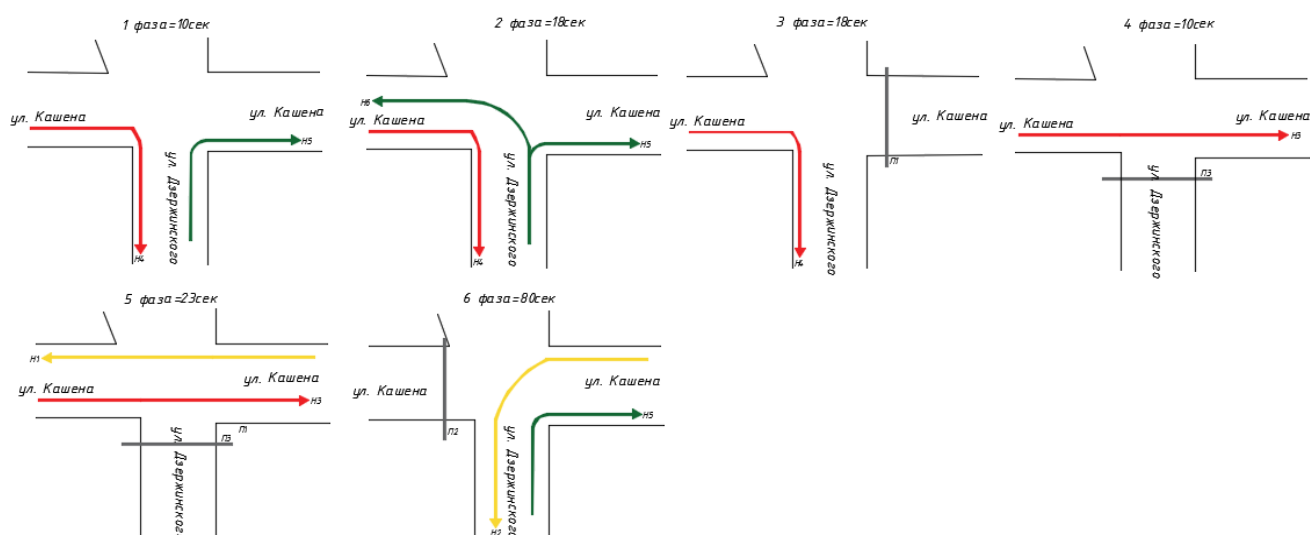 1 фаза=10сек
ул. Кашена
ул. Кашена
Н5
ул. Дзержинского
Н4
2 фаза=18сек
Н6
ул. Кашена
ул. Кашена
Н5
ул. Дзержинского
Н4
3 фаза=18сек
ул. Кашена
ул. Кашена
П1
ул. Дзержинского
Н4
4 фаза=10сек
ул. Кашена
ул. Кашена
Н3
П3
ул. Дзержинского
5 фаза=23сек
Н1
ул. Кашена
ул. Кашена
Н3
П1
П3
ул. Дзержинского
6 фаза=80сек
ул. Кашена
ул. Кашена
Н5
П2
ул. Дзержинского
Н2